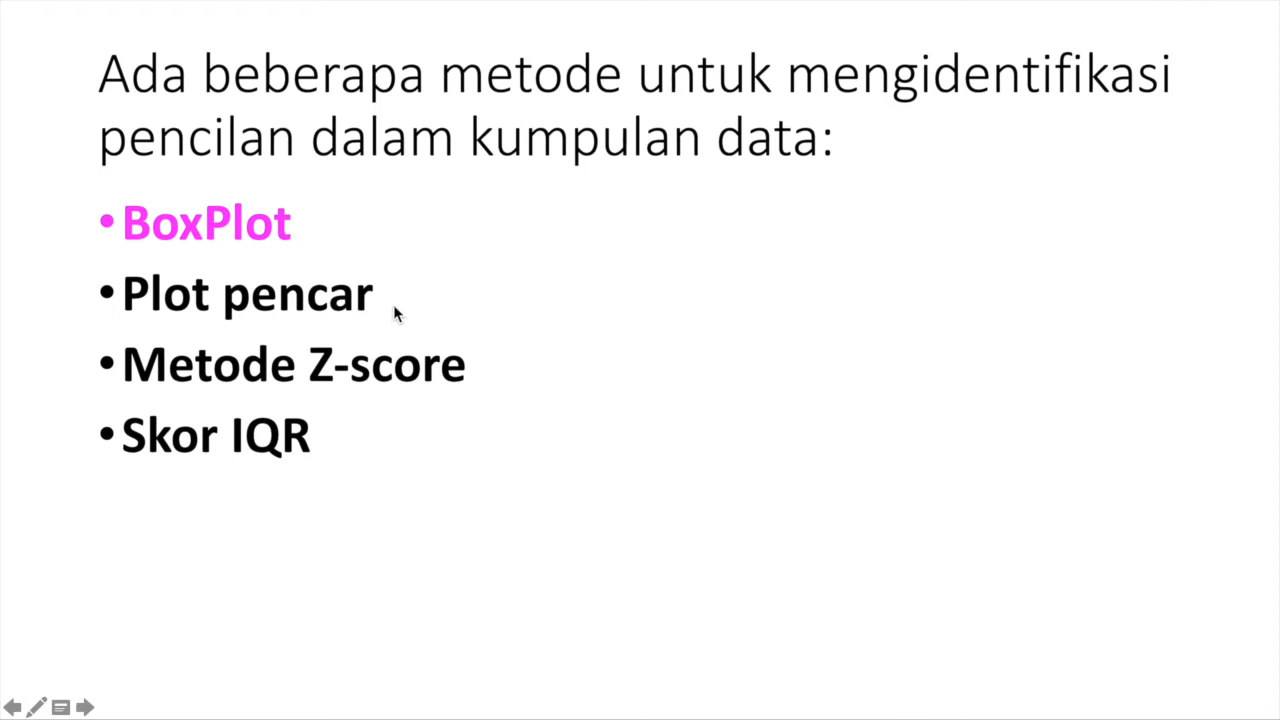 Ada beberapa metode untuk mengidentifikasi
pencilan dalam kumpulan data:
• BoxPlot
• Plot pencar
• Metode Z-score
• Skor IQR